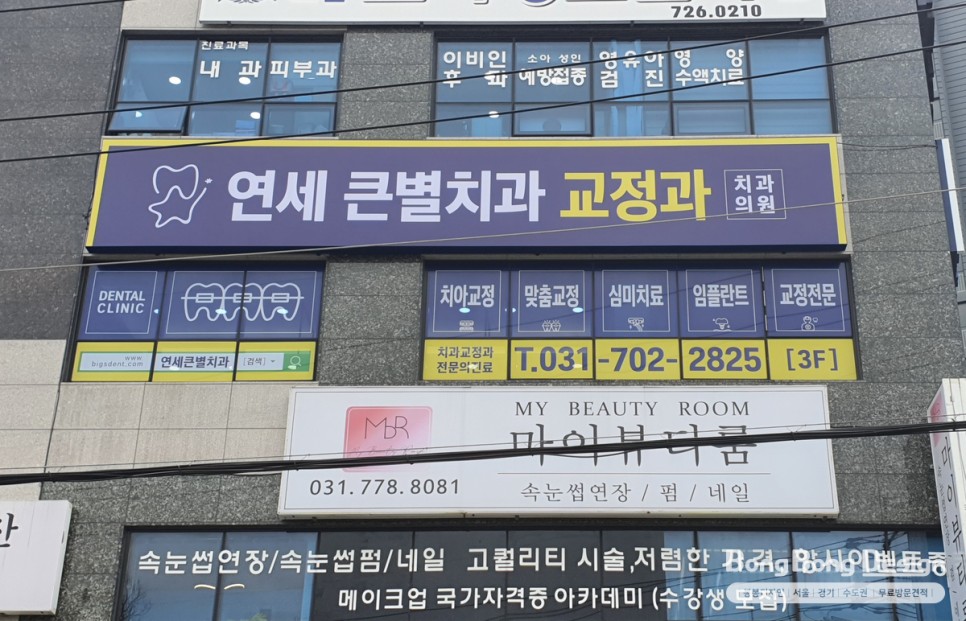 726.0210
진료과목
내 과 피부과
이비인후과
소아 성인 예방접종
영유아검진
영양 수액치료
연세 큰별치과 교정과 치과의원
DENTAL CLINIC
치아교정 맞춤교정 심미치료 임플란트 교정전문
www.bigsdent.com 연세큰별치과 [검색]
치과교정과 전문의진료 T.031-702-2825 [3F]
MbR
MY BEAUTY ROOM
마이뷰티룸
031.778.8081
속눈썹연장 / 펌 / 네일
속눈썹연장/속눈썹펌/네일 고퀄리티 시술,저렴한
메이크업 국가자격증 아카데미 (수강생 모집)
BongBong Design
서울 | 경기 | 수도권 | 무료방문견적